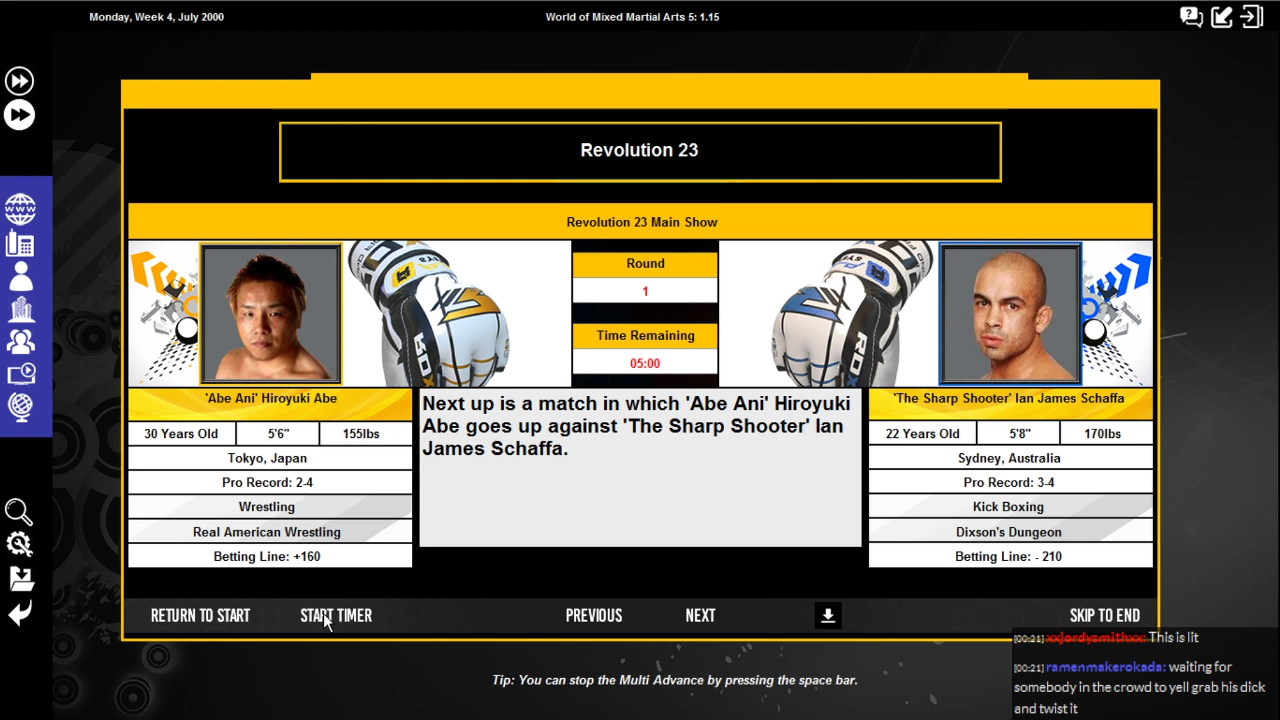 Monday, Week 4, July 2000
World of Mixed Martial Arts 5: 1.15
Revolution 23
Revolution 23 Main Show
Round
1
Time Remaining
05:00
'Abe Ani' Hiroyuki Abe
30 Years Old 5'6" 155lbs
Tokyo, Japan
Pro Record: 2-4
Wrestling
Real American Wrestling
Betting Line: +160
Next up is a match in which 'Abe Ani' Hiroyuki
Abe goes up against 'The Sharp Shooter' Ian
James Schaffa.
'The Sharp Shooter' Ian James Schaffa
22 Years Old 5'8" 170lbs
Sydney, Australia
Pro Record: 3-4
Kick Boxing
Dixson's Dungeon
Betting Line: - 210
RETURN TO START START TIMER PREVIOUS NEXT SKIP TO END
[00:21] xxjordysmithxx: This is lit
[00:21] ramenmakerokada: waiting for
somebody in the crowd to yell grab his dick
and twist it
Tip: You can stop the Multi Advance by pressing the space bar.